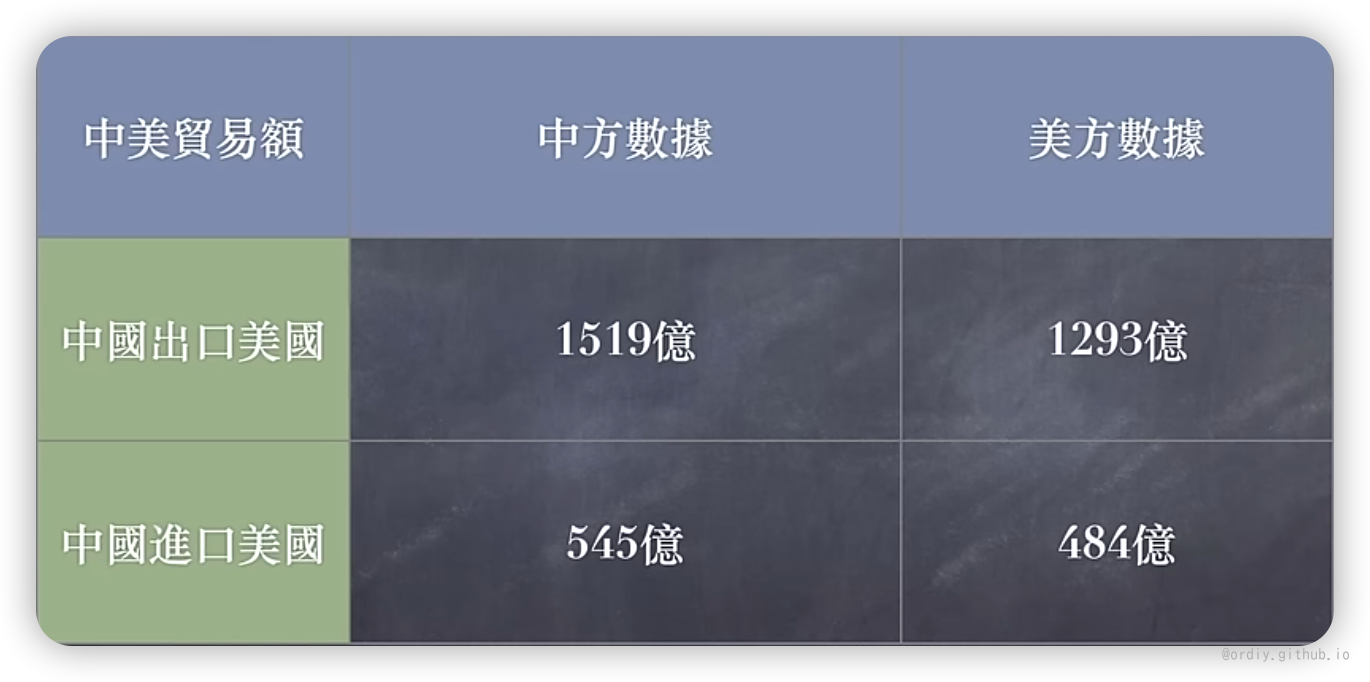 中美貿易額 中方數據 美方數據
中國出口美國 1519億 1293億
中國進口美國 545億 484億
@ordiy.github.io